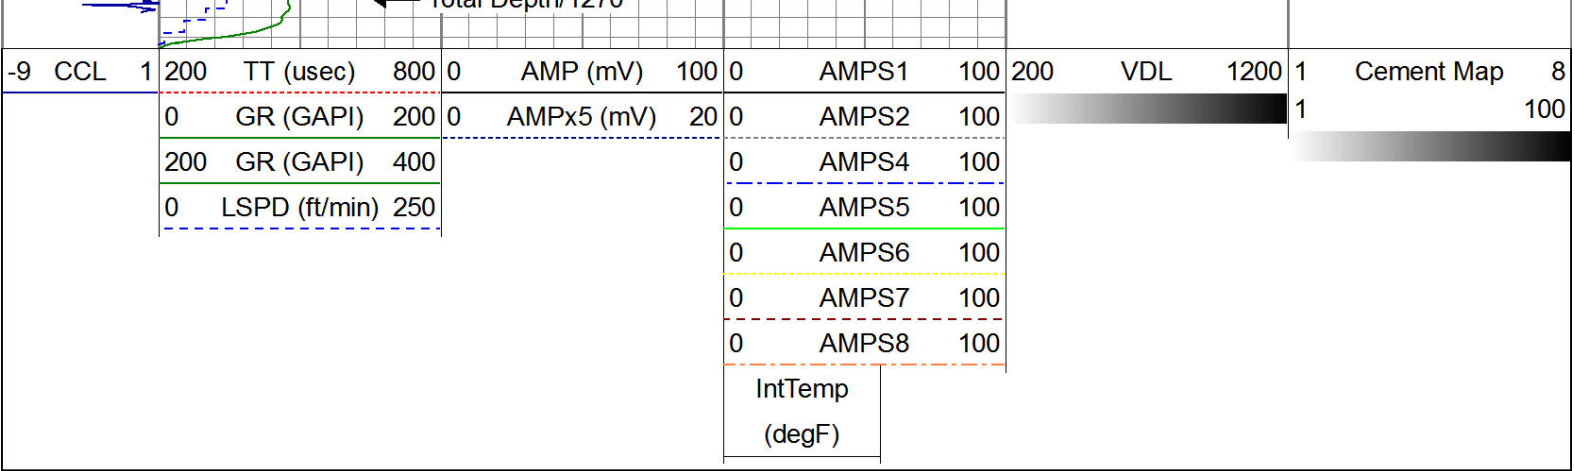 Total Depth/1270
-9 CCL 1 200 TT (usec) 800 0 AMP (mV) 100 0 AMPS1 100 200 VDL 1200 1 Cement Map 8
0 GR (GAPI) 200 0 AMPx5 (mV) 20 0 AMPS2 100 1 100
200 GR (GAPI) 400 0 AMPS4 100
0 LSPD (ft/min) 250 0 AMPS5 100
0 AMPS6 100
0 AMPS7 100
0 AMPS8 100
IntTemp
(degF)